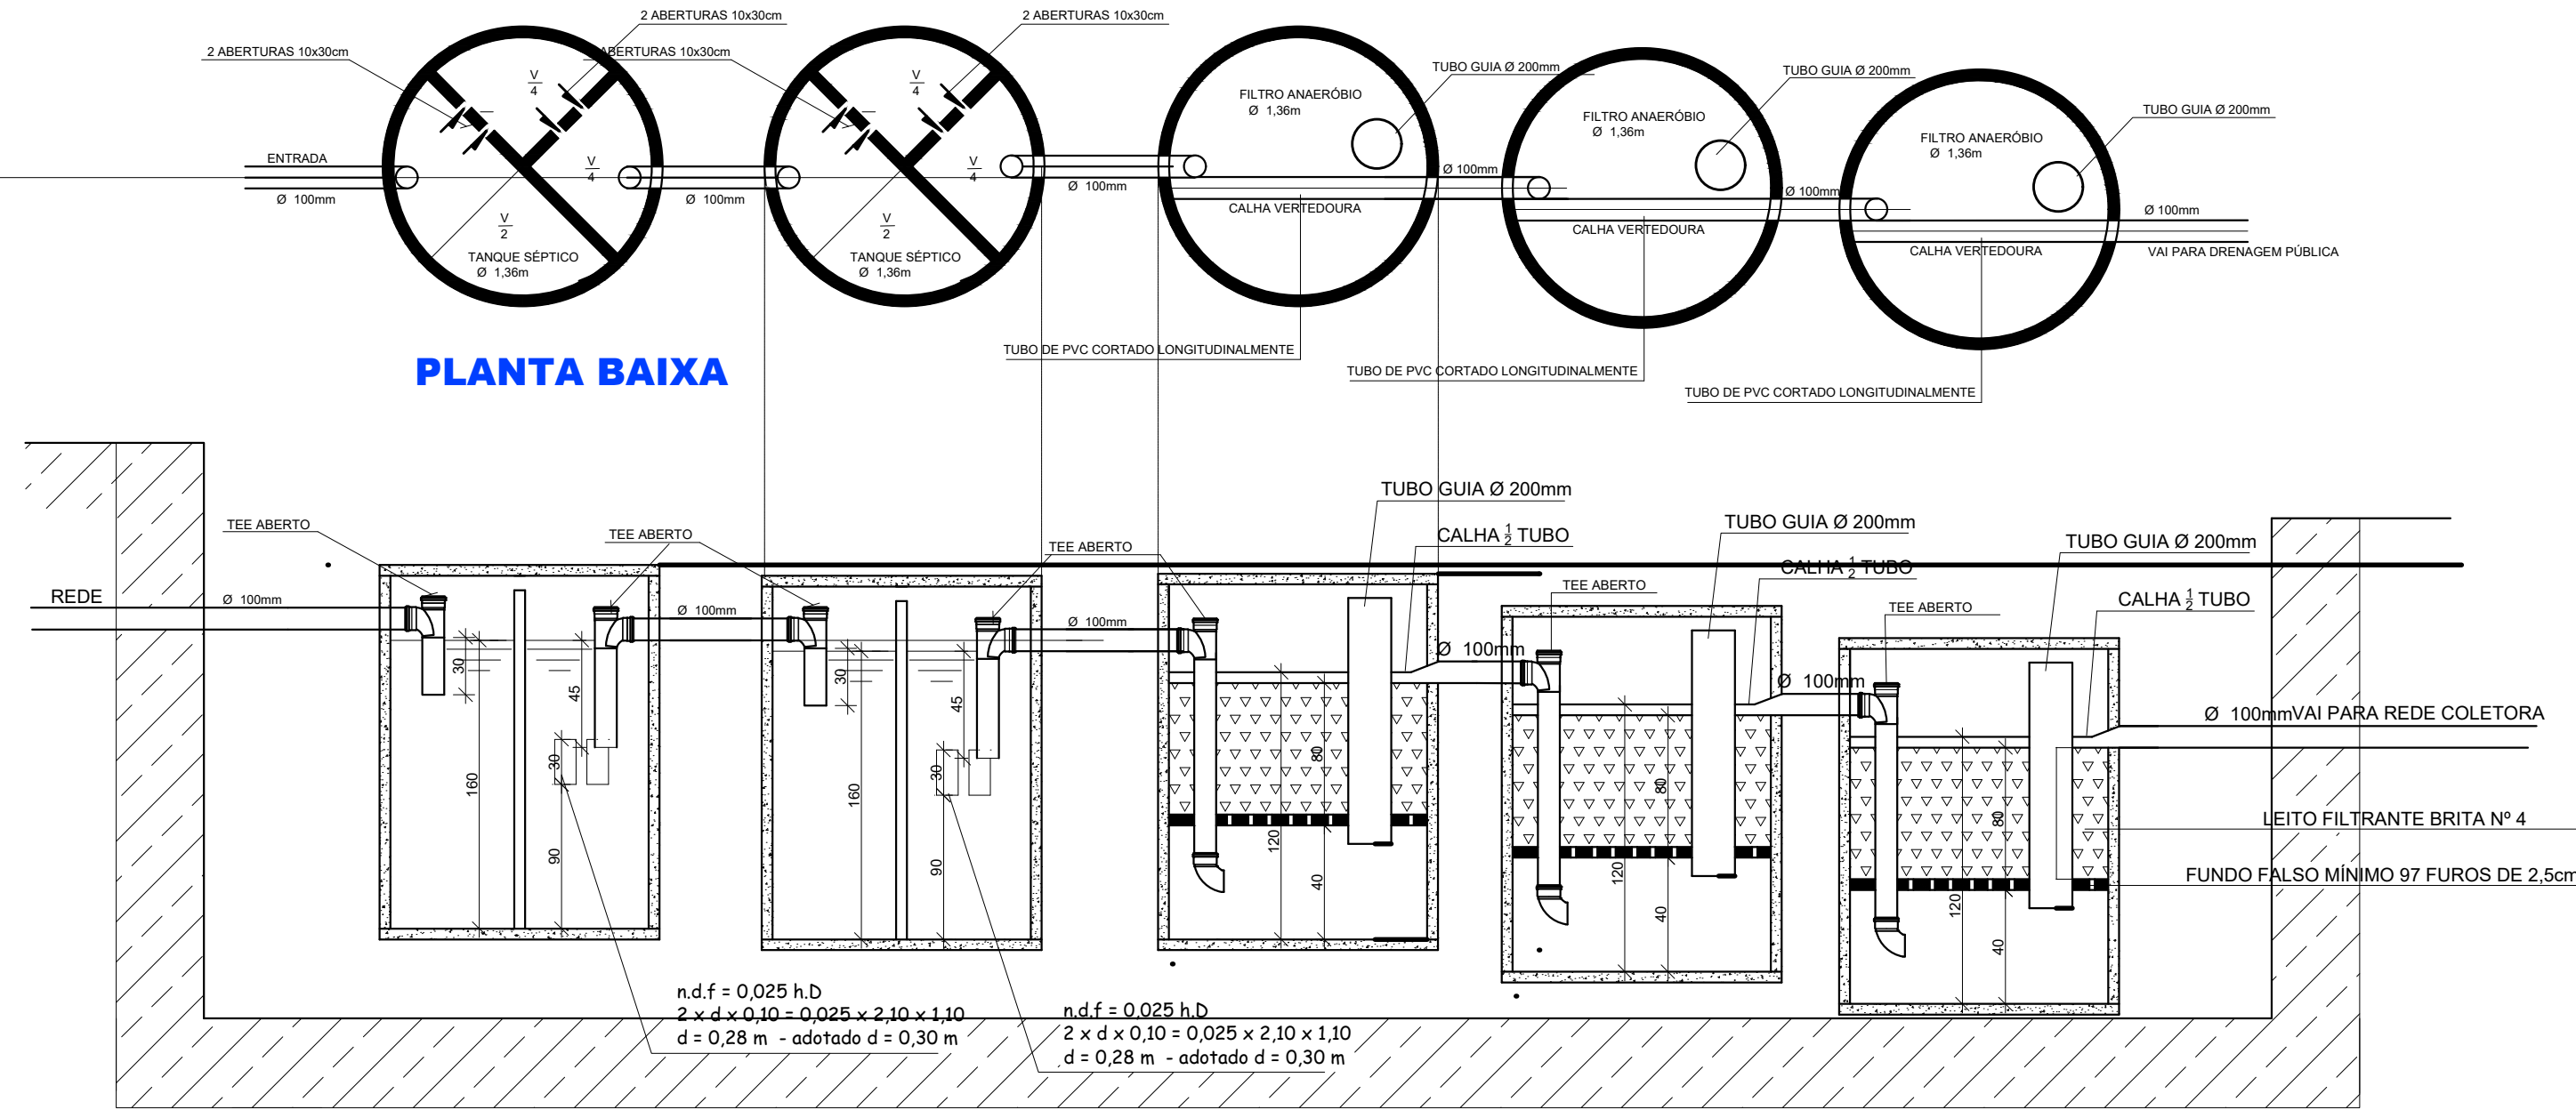 2 ABERTURAS 10x30cm
2 ABERTURAS 10x30cm
2 ABERTURAS 10x30cm
ABERTURAS 10x30cm
V
4
V
4
V
2
TANQUE SÉPTICO
Ø 1,36m
ENTRADA
Ø 100mm
Ø 100mm
V
4
V
4
V
2
TANQUE SÉPTICO
Ø 1,36m
Ø 100mm
FILTRO ANAERÓBIO
Ø 1,36m
TUBO GUIA Ø 200mm
CALHA VERTEDOURA
Ø 100mm
TUBO DE PVC CORTADO LONGITUDINALMENTE
FILTRO ANAERÓBIO
Ø 1,36m
TUBO GUIA Ø 200mm
CALHA VERTEDOURA
Ø 100mm
TUBO DE PVC CORTADO LONGITUDINALMENTE
FILTRO ANAERÓBIO
Ø 1,36m
TUBO GUIA Ø 200mm
CALHA VERTEDOURA
Ø 100mm
VAI PARA DRENAGEM PÚBLICA
TUBO DE PVC CORTADO LONGITUDINALMENTE
PLANTA BAIXA
REDE
Ø 100mm
TEE ABERTO
TEE ABERTO
TEE ABERTO
TEE ABERTO
TEE ABERTO
Ø 100mm
Ø 100mm
30
45
160
30
90
30
45
160
30
90
TUBO GUIA Ø 200mm
CALHA 1/2 TUBO
Ø 100mm
80
120
40
TUBO GUIA Ø 200mm
CALHA 1/2 TUBO
Ø 100mm
80
120
40
TUBO GUIA Ø 200mm
CALHA 1/2 TUBO
Ø 100mm VAI PARA REDE COLETORA
80
120
40
LEITO FILTRANTE BRITA Nº 4
FUNDO FALSO MÍNIMO 97 FUROS DE 2,5cm
n.d.f = 0,025 h.D
2 x d x 0,10 = 0,025 x 2,10 x 1,10
d = 0,28 m - adotado d = 0,30 m
n.d.f = 0,025 h.D
2 x d x 0,10 = 0,025 x 2,10 x 1,10
d = 0,28 m - adotado d = 0,30 m